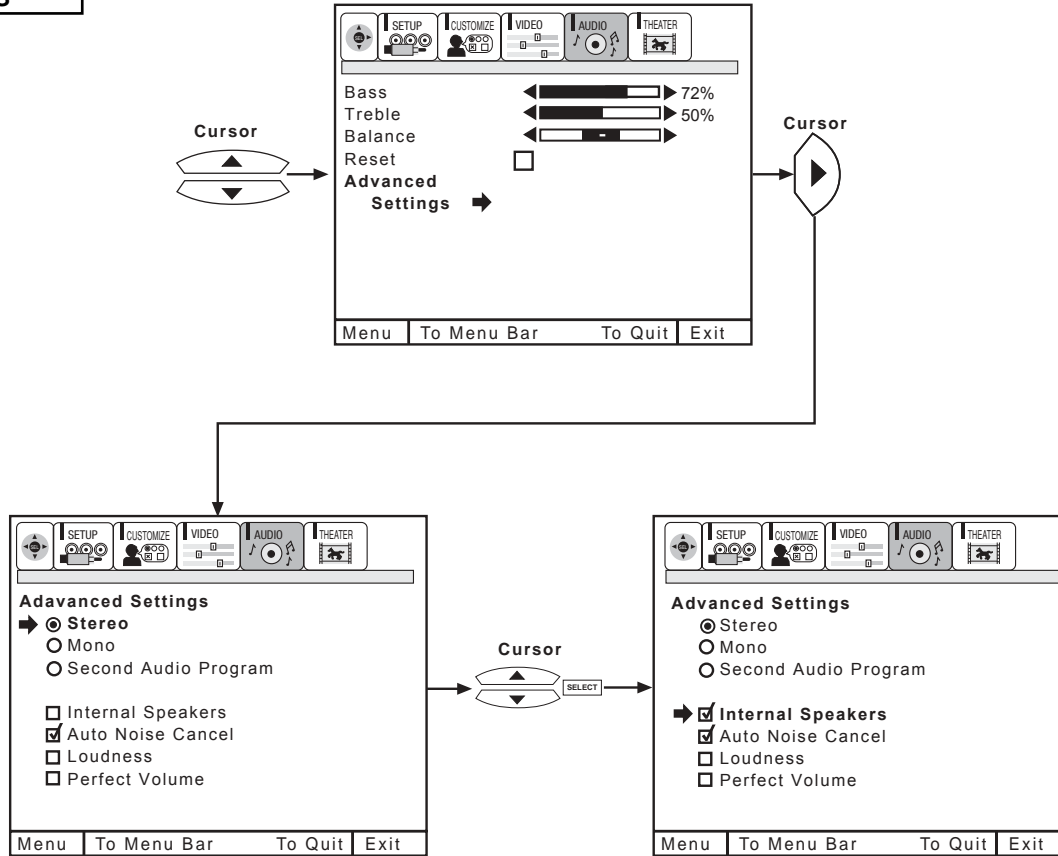 SETUP CUSTOMIZE VIDEO AUDIO THEATER
SEL
Bass 72%
Treble 50%
Balance
Reset
Advanced
Settings
Menu To Menu Bar To Quit Exit
Cursor
Cursor
SETUP CUSTOMIZE VIDEO AUDIO THEATER
SEL
Adavanced Settings
Stereo
Mono
Second Audio Program
Internal Speakers
Auto Noise Cancel
Loudness
Perfect Volume
Menu To Menu Bar To Quit Exit
Cursor
SELECT
SETUP CUSTOMIZE VIDEO AUDIO THEATER
SEL
Advanced Settings
Stereo
Mono
Second Audio Program
Internal Speakers
Auto Noise Cancel
Loudness
Perfect Volume
Menu To Menu Bar To Quit Exit